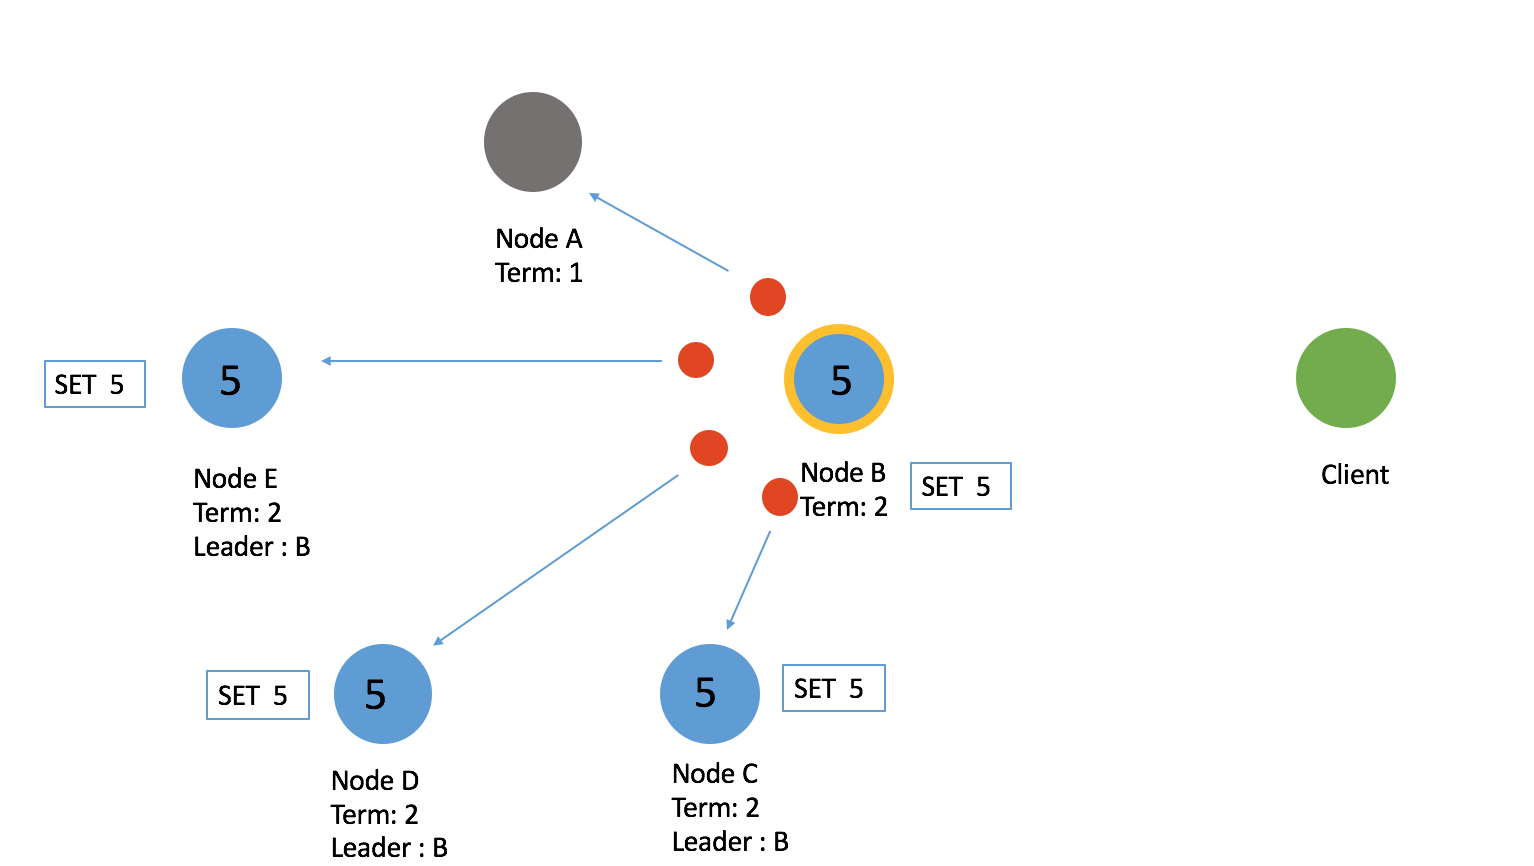 Node A
Term: 1
SET 5
5
Node E
Term: 2
Leader : B
5
Node B
Term: 2
SET 5
Client
SET 5
5
Node D
Term: 2
Leader : B
5
SET 5
Node C
Term: 2
Leader : B